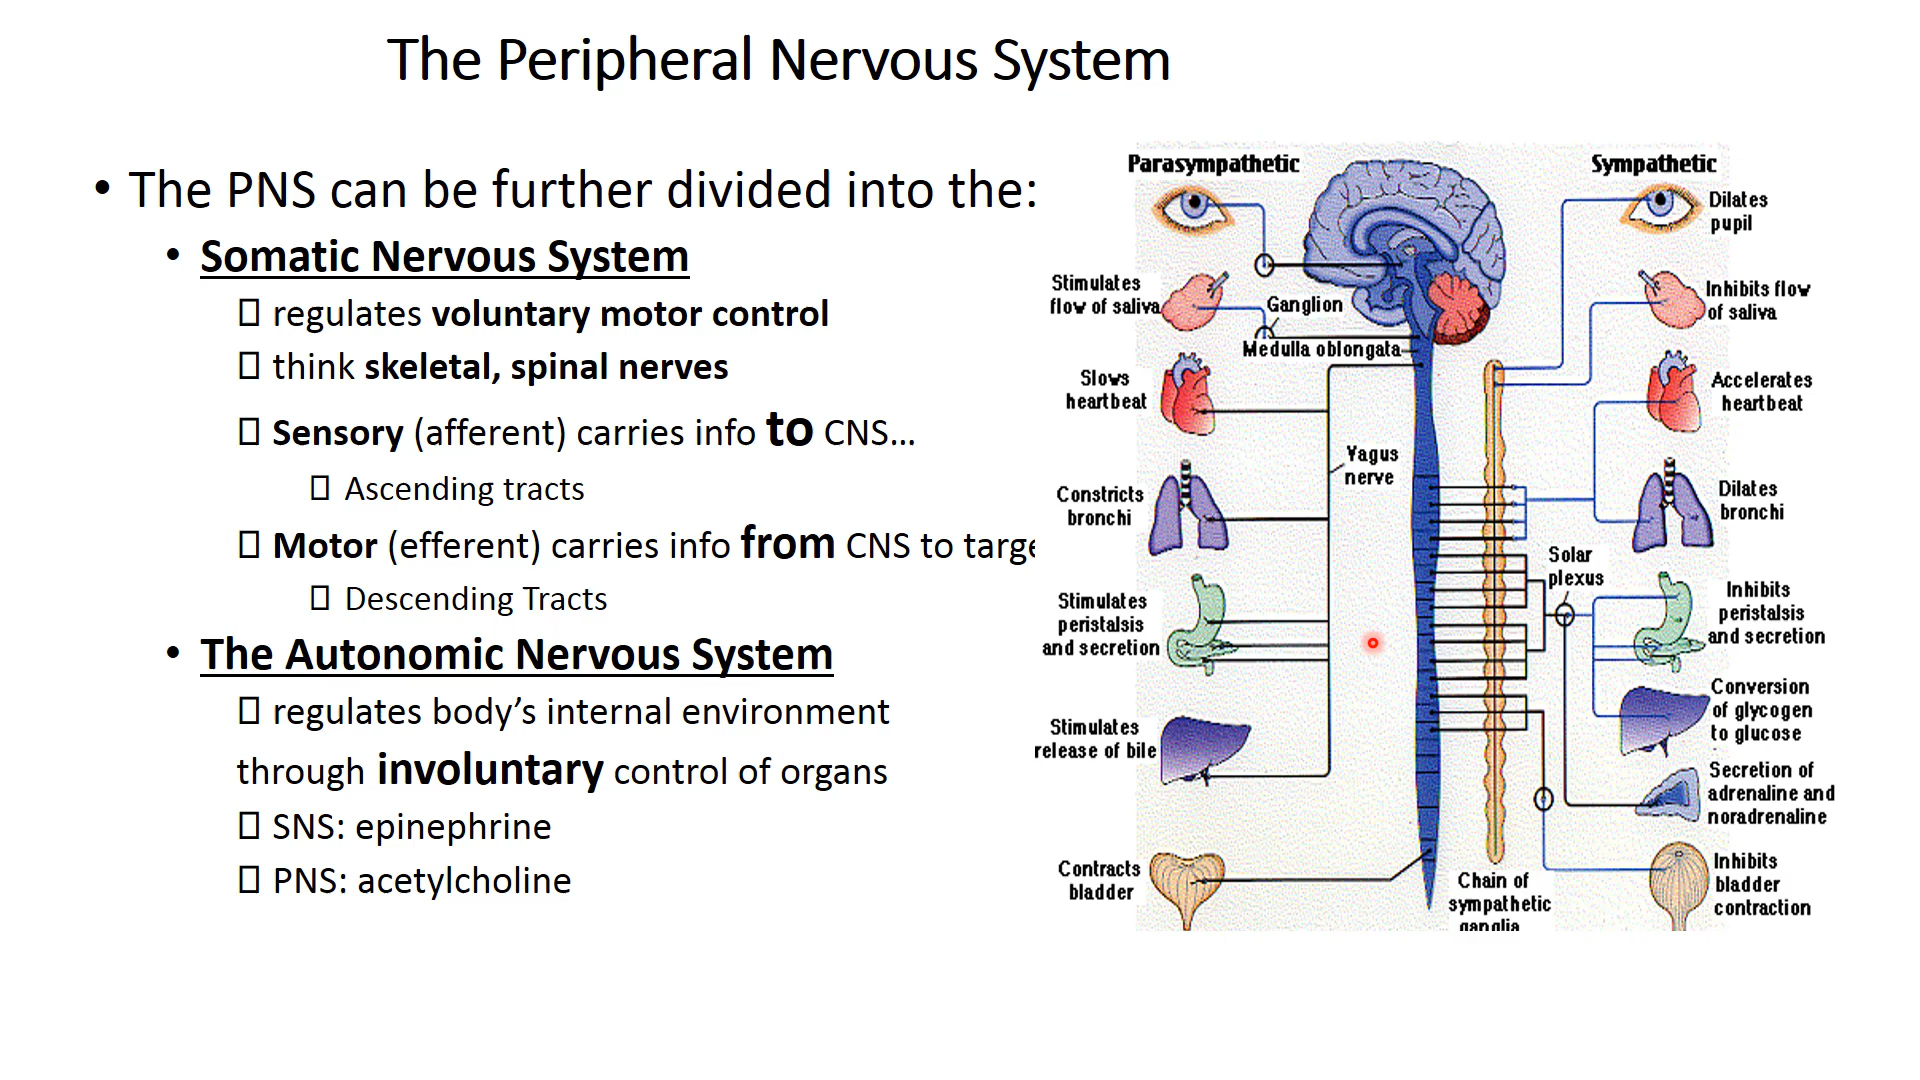 The Peripheral Nervous System
• The PNS can be further divided into the:
• Somatic Nervous System
regulates voluntary motor control
think skeletal, spinal nerves
Sensory (afferent) carries info to CNS...
Ascending tracts
Motor (efferent) carries info from CNS to
Descending Tracts
• The Autonomic Nervous System
regulates body’s internal environment
through involuntary control of organs
SNS: epinephrine
PNS: acetylcholine
Parasympathetic
Stimulates
flow of saliva
Ganglion
Medulla oblongata
Slows
heartbeat
Vagus
nerve
Constricts
bronchi
Stimulates
peristalsis
and secretion
Stimulates
release of bile
Contracts
bladder
Sympathetic
Dilates
pupil
Inhibits flow
of saliva
Accelerates
heartbeat
Dilates
bronchi
Solar
plexus
Inhibits
peristalsis
and secretion
Conversion
of glycogen
to glucose
Secretion of
adrenaline and
noradrenaline
Inhibits
bladder
contraction
Chain of
sympathetic
ganglia